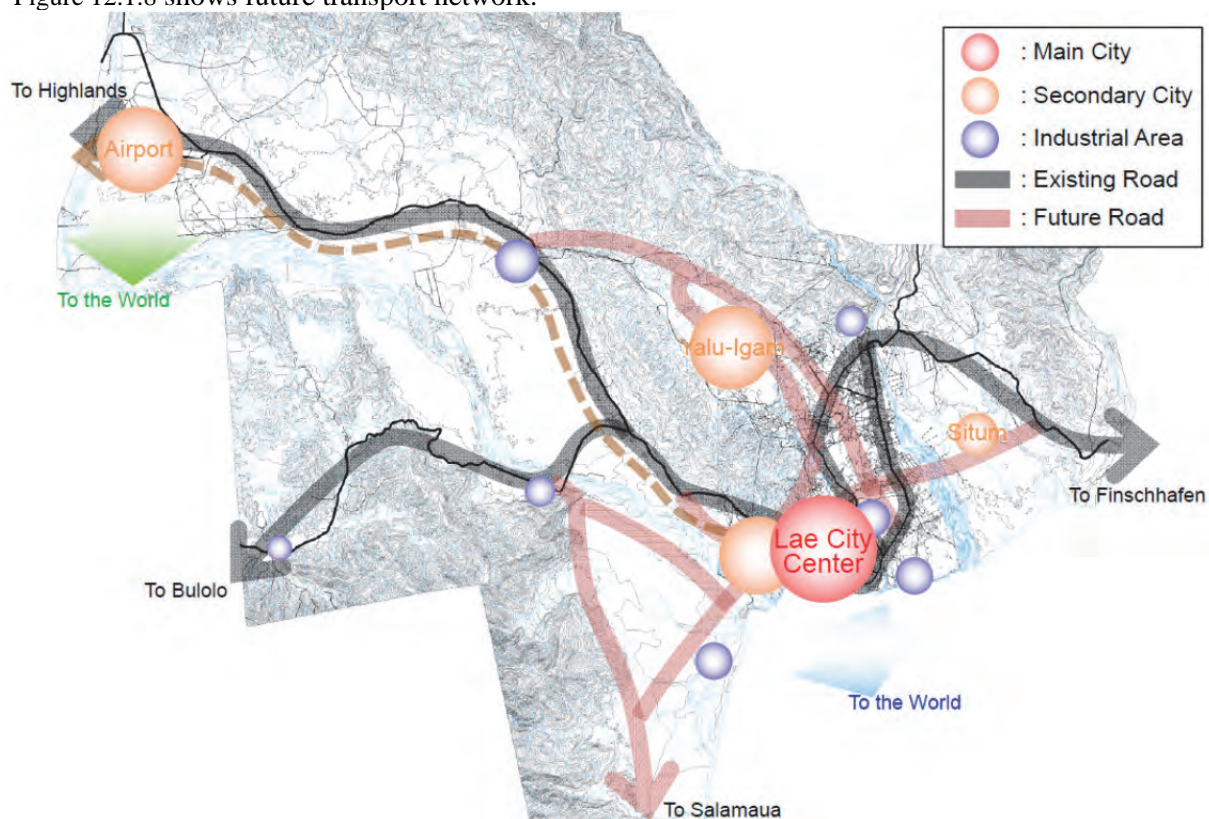 Figure 12.1.8 shows future transport network.
: Main City
: Secondary City
: Industrial Area
: Existing Road
: Future Road
To Highlands
Airport
To the World
Yalu-Igam
Situm
To Finschhafen
Lae City
Center
To Bulolo
To the World
To Salamaua